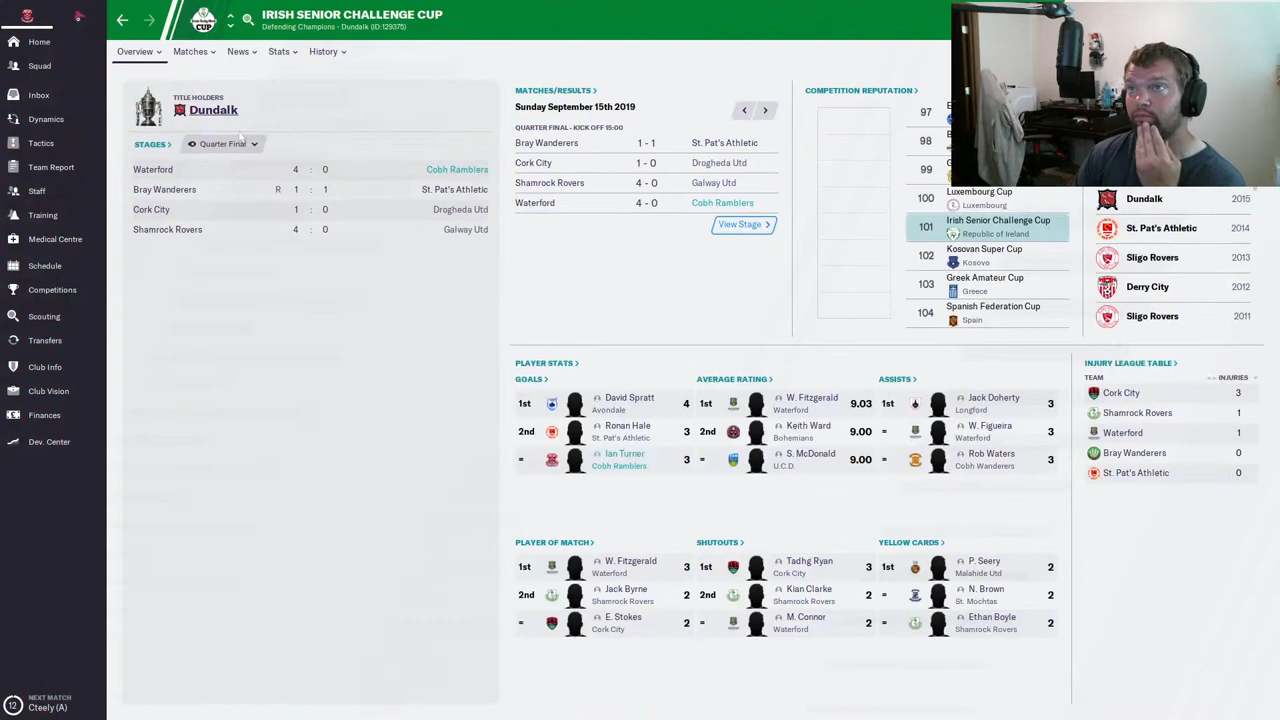 IRISH SENIOR CHALLENGE CUP
Defending Champions - Dundalk (ID:129375)
Home
Squad
Inbox
Dynamics
Tactics
Team Report
Staff
Training
Medical Centre
Schedule
Competitions
Scouting
Transfers
Club Info
Club Vision
Finances
Dev. Center
12 NEXT MATCH
Cteely (A)
Overview Matches News Stats History
TITLE HOLDERS
Dundalk
STAGES > Quarter Final
Waterford 4 : 0 Cobh Ramblers
Bray Wanderers R 1 : 1 St. Pat's Athletic
Cork City 1 : 0 Drogheda Utd
Shamrock Rovers 4 : 0 Galway Utd
MATCHES/RESULTS >
Sunday September 15th 2019
QUARTER FINAL - KICK OFF 15:00
Bray Wanderers 1 - 1 St. Pat's Athletic
Cork City 1 - 0 Drogheda Utd
Shamrock Rovers 4 - 0 Galway Utd
Waterford 4 - 0 Cobh Ramblers
View Stage >
COMPETITION REPUTATION >
97
98
99
100 Luxembourg Cup
Luxembourg
101 Irish Senior Challenge Cup
Republic of Ireland
102 Kosovan Super Cup
Kosovo
103 Greek Amateur Cup
Greece
104 Spanish Federation Cup
Spain
Dundalk 2015
St. Pat's Athletic 2014
Sligo Rovers 2013
Derry City 2012
Sligo Rovers 2011
PLAYER STATS >
GOALS >
1st David Spratt 4
Avondale
2nd Ronan Hale 3
St. Pat's Athletic
= Ian Turner 3
Cobh Ramblers
AVERAGE RATING >
1st W. Fitzgerald 9.03
Waterford
2nd Keith Ward 9.00
Bohemians
= S. McDonald 9.00
U.C.D.
ASSISTS >
1st Jack Doherty 3
Longford
= W. Figueira 3
Waterford
= Rob Waters 3
Cobh Wanderers
INJURY LEAGUE TABLE >
TEAM INJURIES
Cork City 3
Shamrock Rovers 1
Waterford 1
Bray Wanderers 0
St. Pat's Athletic 0
PLAYER OF MATCH >
1st W. Fitzgerald 3
Waterford
2nd Jack Byrne 2
Shamrock Rovers
= E. Stokes 2
Cork City
SHUTOUTS >
1st Tadhg Ryan 3
Cork City
2nd Kian Clarke 2
Shamrock Rovers
= M. Connor 2
Waterford
YELLOW CARDS >
1st P. Seery 2
Malahide Utd
= N. Brown 2
St. Mochtas
= Ethan Boyle 2
Shamrock Rovers